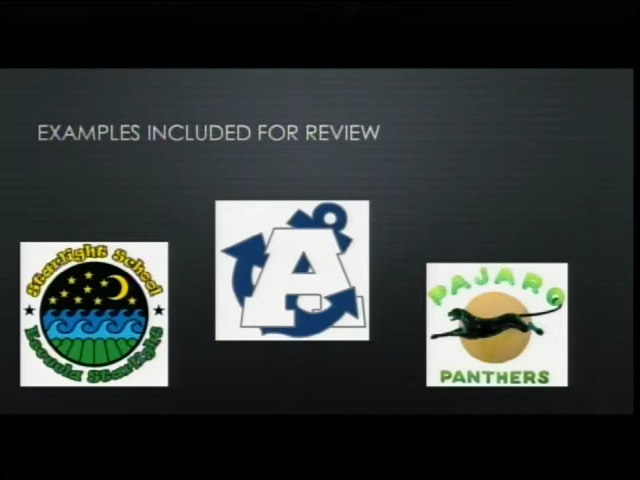 EXAMPLES INCLUDED FOR REVIEW
Starlight School
Escuela Starlight
A
PAJARO
PANTHERS